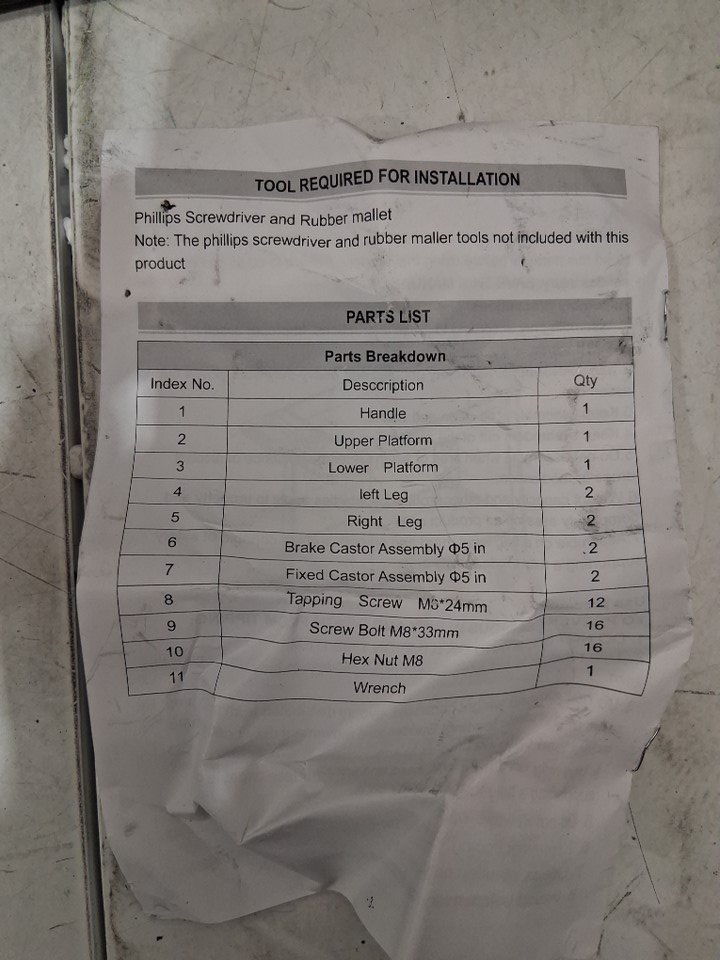 TOOL REQUIRED FOR INSTALLATION
Phillips Screwdriver and Rubber mallet
Note: The phillips screwdriver and rubber maller tools not included with this
product
PARTS LIST
Parts Breakdown
Index No. Desccription Qty
1 Handle 1
2 Upper Platform 1
3 Lower Platform 1
4 left Leg 2
5 Right Leg 2
6 Brake Castor Assembly Φ5 in 2
7 Fixed Castor Assembly Φ5 in 2
8 Tapping Screw 12
9 Screw Bolt M8*33mm 16
10 Hex Nut M8 16
11 Wrench 1